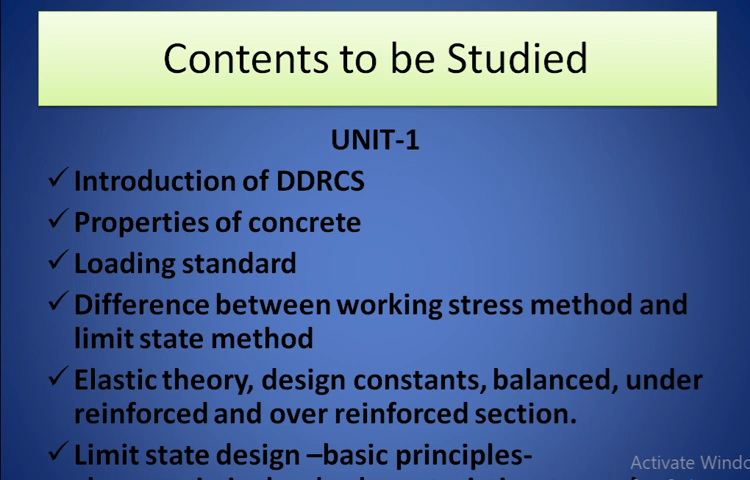 Contents to be Studied
UNIT-1
✓ Introduction of DDRCS
✓ Properties of concrete
✓ Loading standard
✓ Difference between working stress method and
limit state method
✓ Elastic theory, design constants, balanced, under
reinforced and over reinforced section.
✓ Limit state design –basic principles-
Activate Windo